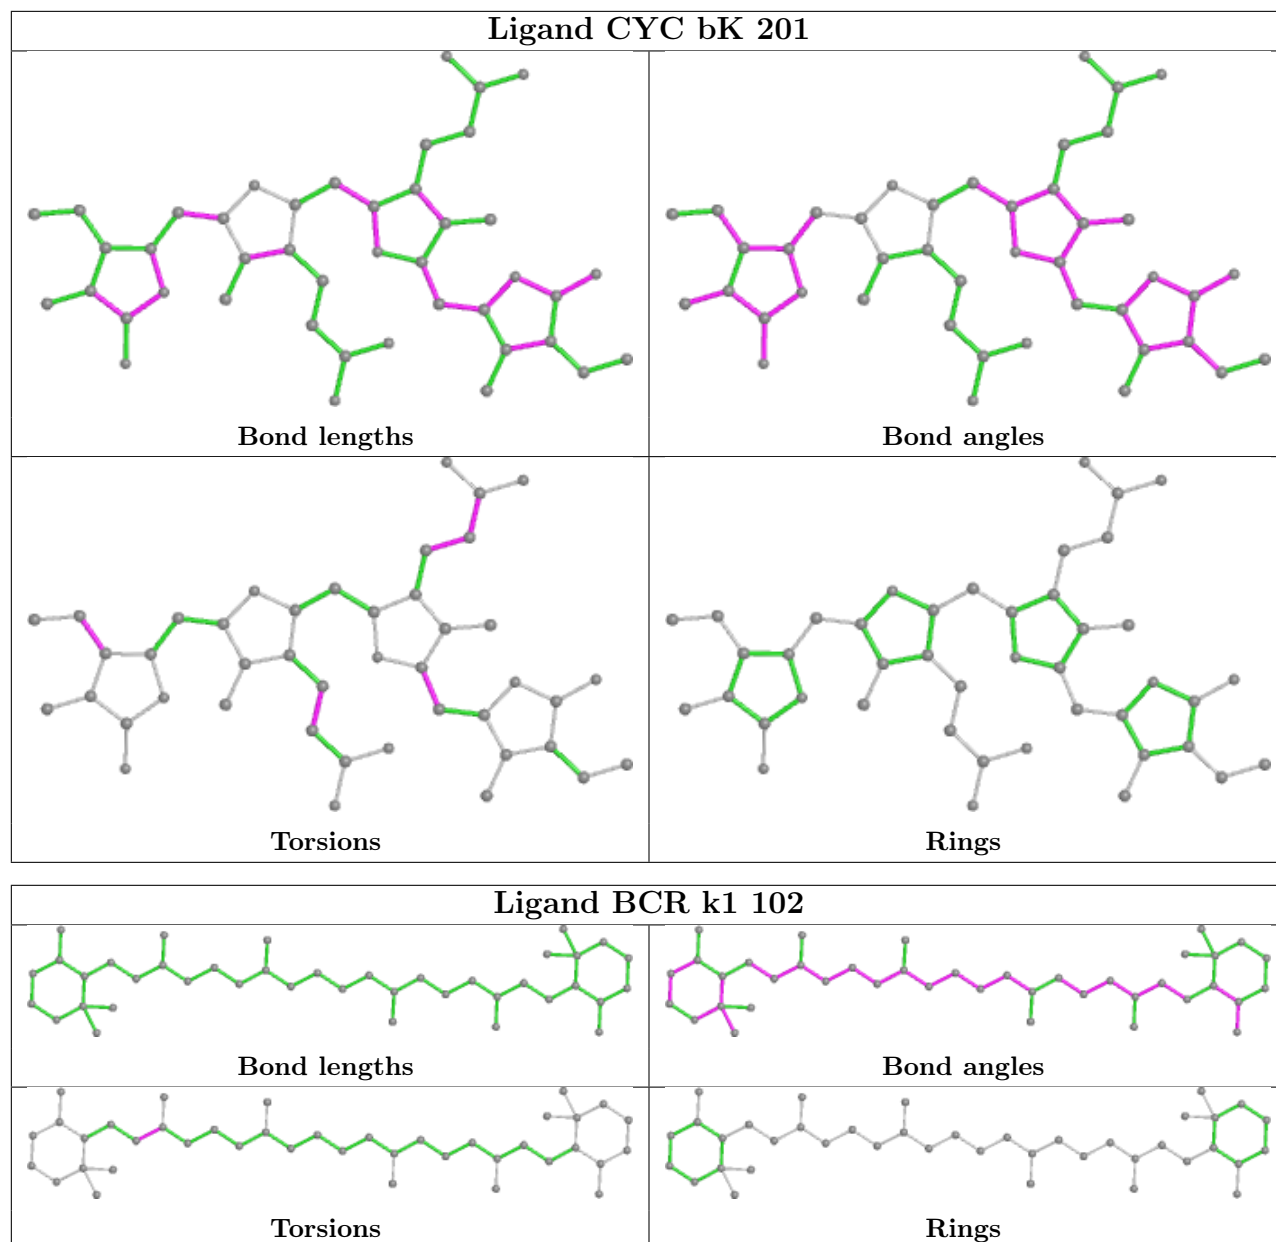 Ligand CYC bK 201
Bond lengths
Bond angles
Torsions
Rings
Ligand BCR k1 102
Bond lengths
Bond angles
Torsions
Rings